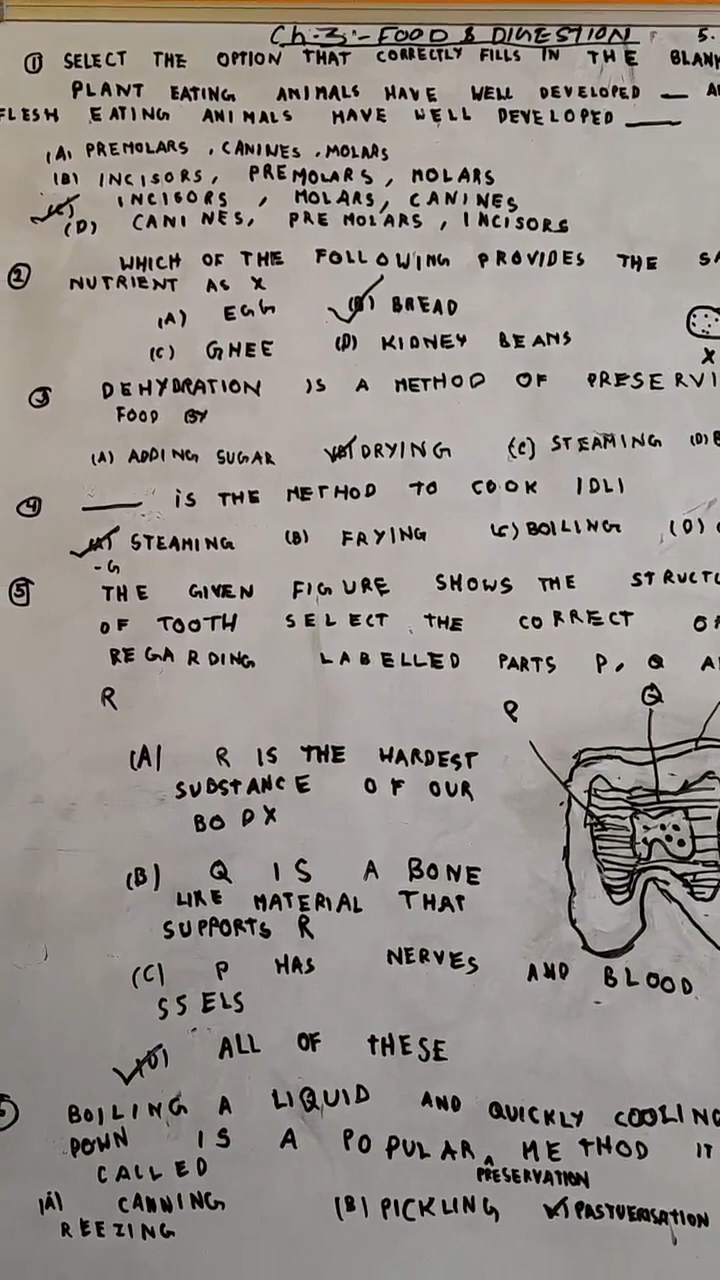 Ch-3:- FOOD & DIGESTION 5.
① SELECT THE OPTION THAT CORRECTLY FILLS IN THE BLANK
PLANT EATING ANIMALS HAVE WELL DEVELOPED __ A
FLESH EATING ANIMALS HAVE WELL DEVELOPED ___
(A) PREMOLARS, CANINES, MOLARS
(B) INCISORS, PREMOLARS, MOLARS
(C) INCISORS, MOLARS, CANINES
(D) CANINES, PREMOLARS, INCISORS
② WHICH OF THE FOLLOWING PROVIDES THE SA
NUTRIENT AS X
(A) EGG (B) BREAD
(C) GHEE (D) KIDNEY BEANS
X
③ DEHYDRATION IS A METHOD OF PRESERVI
FOOD BY
(A) ADDING SUGAR (B) DRYING (C) STEAMING (D)
④ ___ is THE METHOD TO COOK IDLI
(A) STEAMING (B) FRYING (C) BOILING (D)
-G
⑤ THE GIVEN FIGURE SHOWS THE STRUCTU
OF TOOTH SELECT THE CORRECT O
REGARDING LABELLED PARTS P, Q A
R
P Q
(A) R IS THE HARDEST
SUBSTANCE OF OUR
BODY
(B) Q IS A BONE
LIKE MATERIAL THAT
SUPPORTS R
(C) P HAS NERVES AND BLOOD
SSELS
(D) ALL OF THESE
BOILING A LIQUID AND QUICKLY COOLING
DOWN IS A POPULAR ^ METHOD IT
CALLED PRESERVATION
(A) CANNING (B) PICKLING PASTUERISATION
REEZING